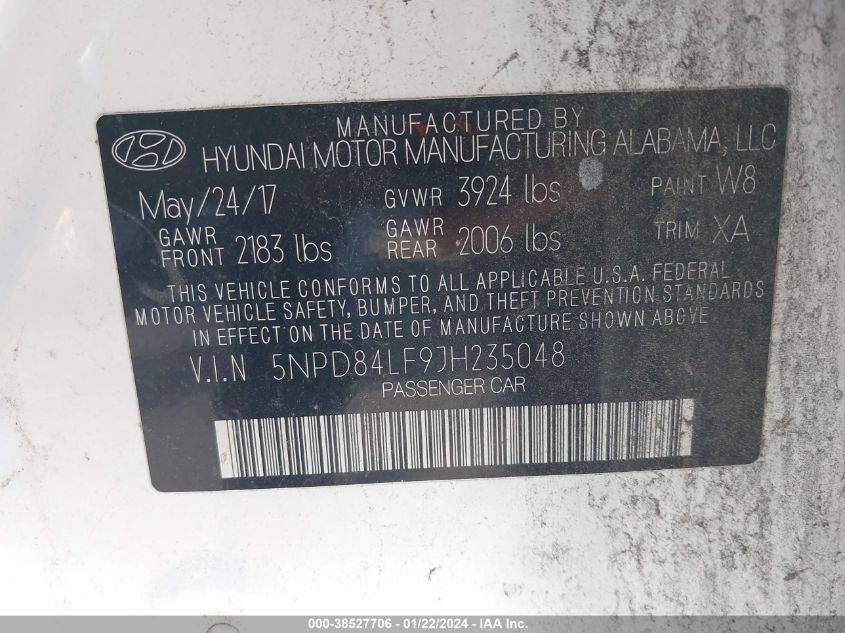 MANUFACTURED BY
HYUNDAI MOTOR MANUFACTURING ALABAMA, LLC
May/24/17 GVWR 3924 lbs PAINT W8
GAWR FRONT 2183 lbs GAWR REAR 2006 lbs TRIM XA
THIS VEHICLE CONFORMS TO ALL APPLICABLE U.S.A. FEDERAL
MOTOR VEHICLE SAFETY, BUMPER, AND THEFT PREVENTION STANDARDS
IN EFFECT ON THE DATE OF MANUFACTURE SHOWN ABOVE.
V.I.N 5NPD84LF9JH235048
PASSENGER CAR
000-38527706 - 01/22/2024 - IAA Inc.